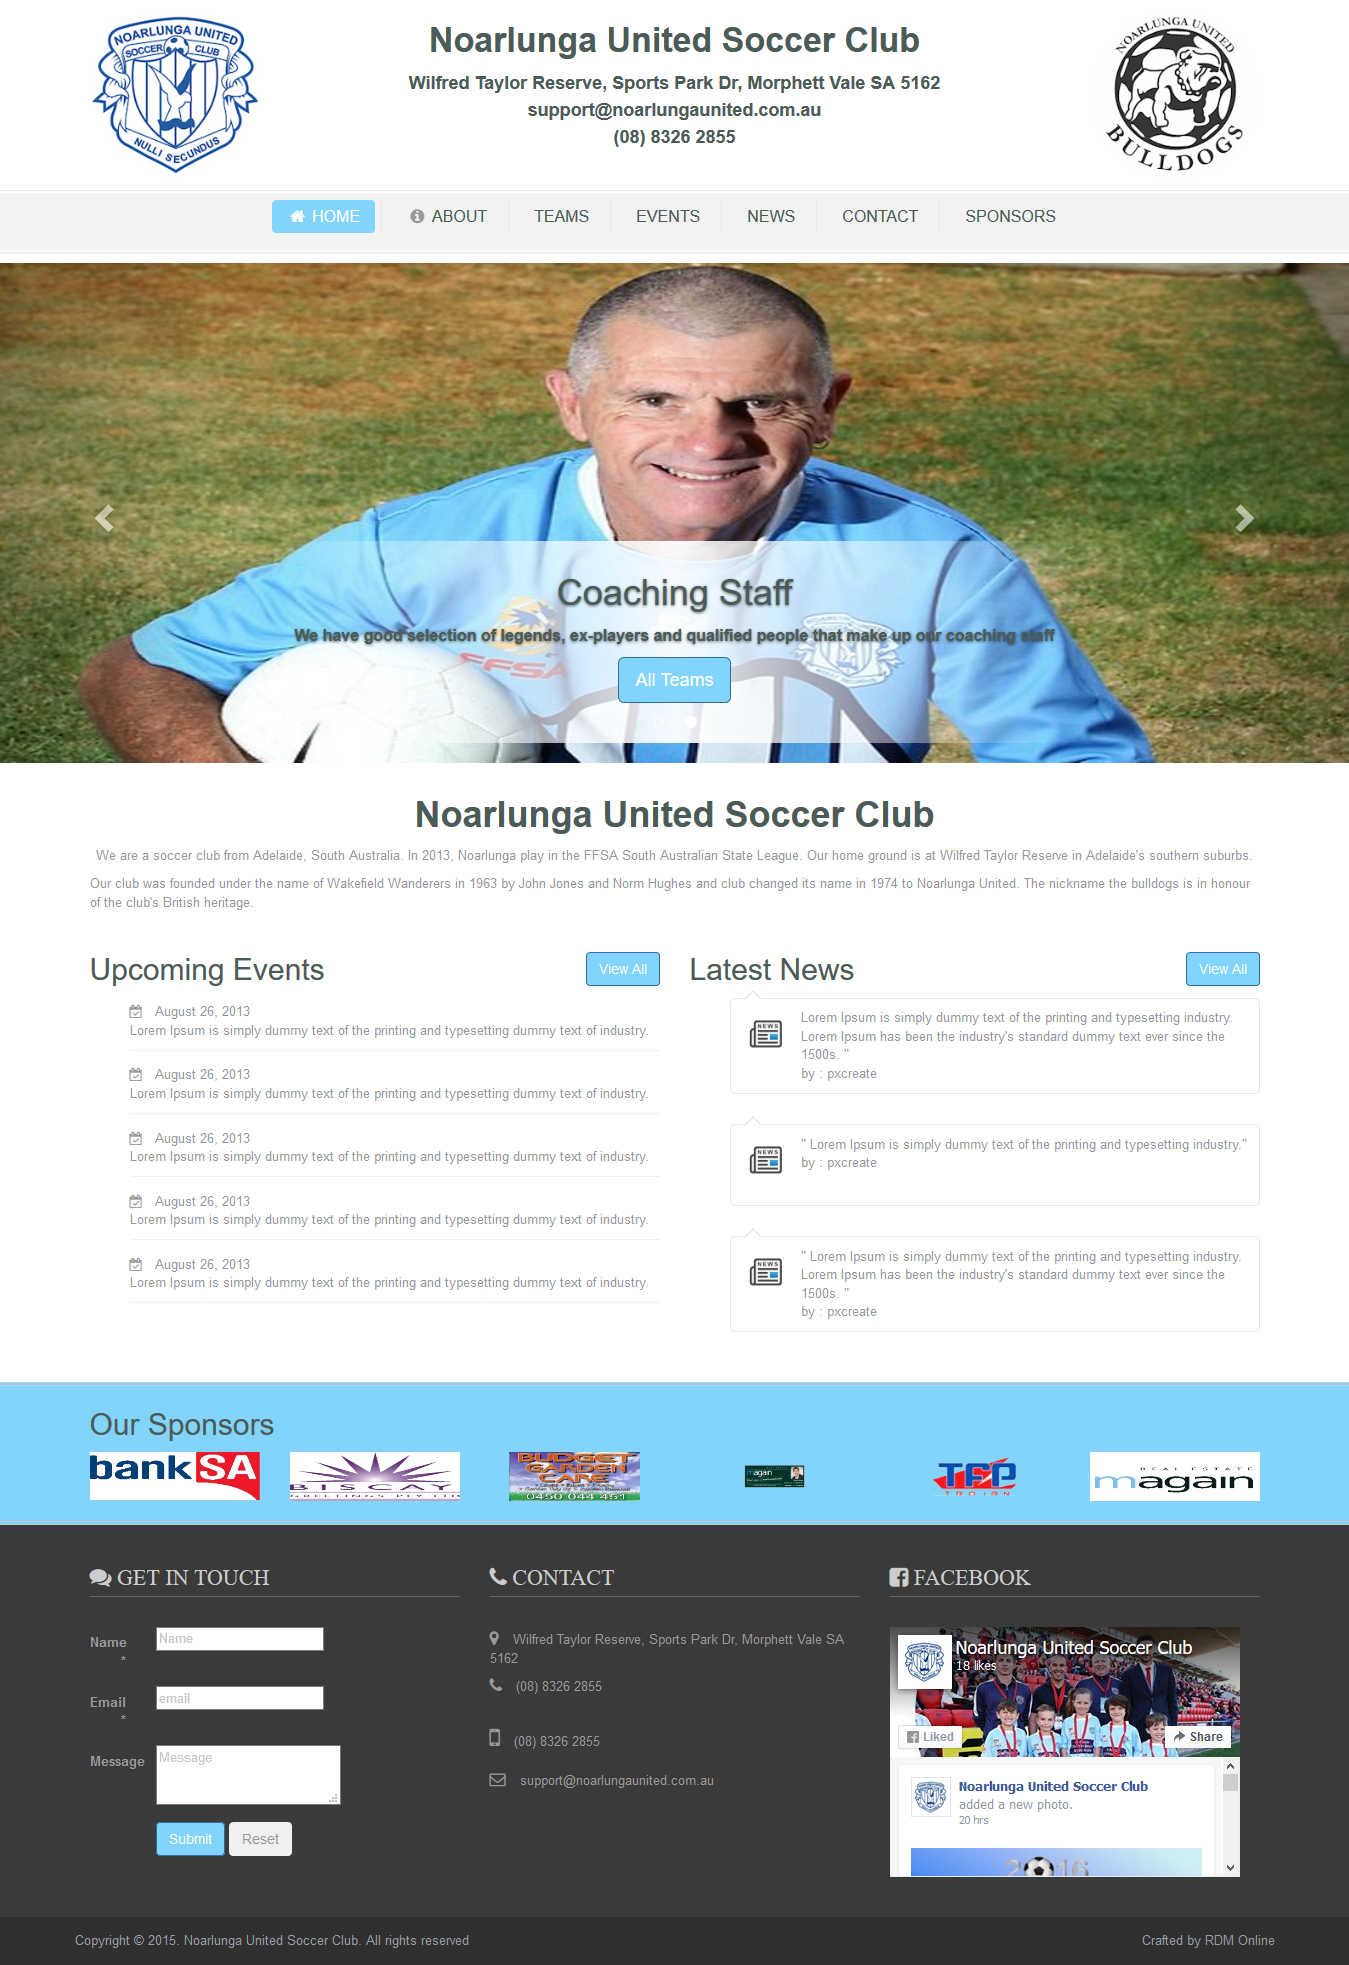 NOARLUNGA UNITED
SOCCER CLUB
NULLI SECUNDUS
Noarlunga United Soccer Club
Wilfred Taylor Reserve, Sports Park Dr, Morphett Vale SA 5162
support@noarlungaunited.com.au
(08) 8326 2855
NOARLUNGA UNITED
BULLDOGS
HOME
ABOUT
TEAMS
EVENTS
NEWS
CONTACT
SPONSORS
Coaching Staff
We have good selection of legends, ex-players and qualified people that make up our coaching staff
FFSA
All Teams
Noarlunga United Soccer Club
We are a soccer club from Adelaide, South Australia. In 2013, Noarlunga play in the FFSA South Australian State League. Our home ground is at Wilfred Taylor Reserve in Adelaide's southern suburbs.
Our club was founded under the name of Wakefield Wanderers in 1963 by John Jones and Norm Hughes and club changed its name in 1974 to Noarlunga United. The nickname the bulldogs is in honour
of the club's British heritage.
Upcoming Events
View All
August 26, 2013
Lorem Ipsum is simply dummy text of the printing and typesetting dummy text of industry.
August 26, 2013
Lorem Ipsum is simply dummy text of the printing and typesetting dummy text of industry.
August 26, 2013
Lorem Ipsum is simply dummy text of the printing and typesetting dummy text of industry.
August 26, 2013
Lorem Ipsum is simply dummy text of the printing and typesetting dummy text of industry.
August 26, 2013
Lorem Ipsum is simply dummy text of the printing and typesetting dummy text of industry.
Latest News
View All
NEWS
Lorem Ipsum is simply dummy text of the printing and typesetting industry.
Lorem Ipsum has been the industry's standard dummy text ever since the
1500s. "
by : pxcreate
NEWS
" Lorem Ipsum is simply dummy text of the printing and typesetting industry."
by : pxcreate
NEWS
" Lorem Ipsum is simply dummy text of the printing and typesetting industry.
Lorem Ipsum has been the industry's standard dummy text ever since the
1500s. "
by : pxcreate
Our Sponsors
bankSA
BISCAY
GREETINGS PTY LTD
BUDGET
GARDEN
CARE
0450 044 451
magain
TFP
TROJAN
REAL ESTATE
magain
GET IN TOUCH
Name
*
Name
Email
*
email
Message
Message
Submit
Reset
CONTACT
Wilfred Taylor Reserve, Sports Park Dr, Morphett Vale SA
5162
(08) 8326 2855
(08) 8326 2855
support@noarlungaunited.com.au
FACEBOOK
Noarlunga United Soccer Club
18 likes
Liked
Share
Noarlunga United Soccer Club
added a new photo.
20 hrs
2016
Copyright © 2015. Noarlunga United Soccer Club. All rights reserved
Crafted by RDM Online